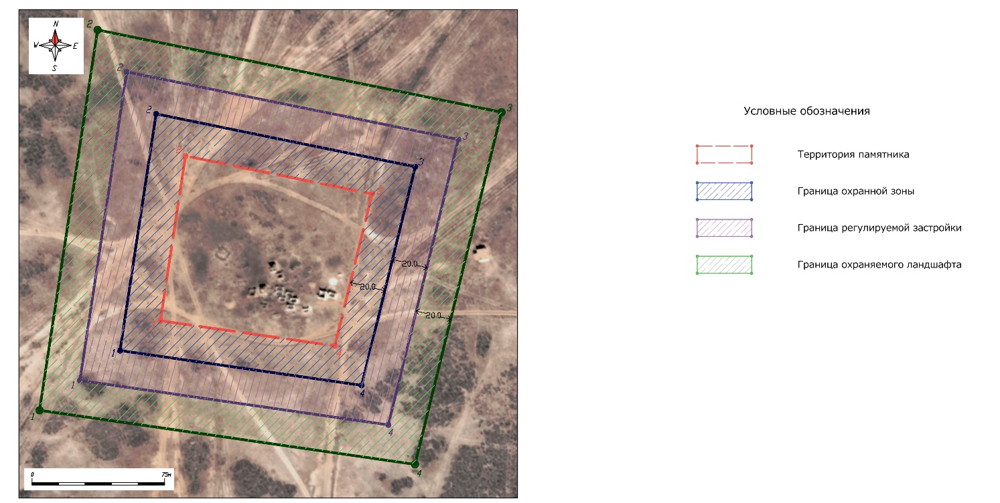 N
W E
S
2
2
3
2
3
3
2
3
20.0
20.0
20.0
4
1
4
1
4
1
4
0 75м
Условные обозначения
Территория памятника
Граница охранной зоны
Граница регулируемой застройки
Граница охраняемого ландшафта